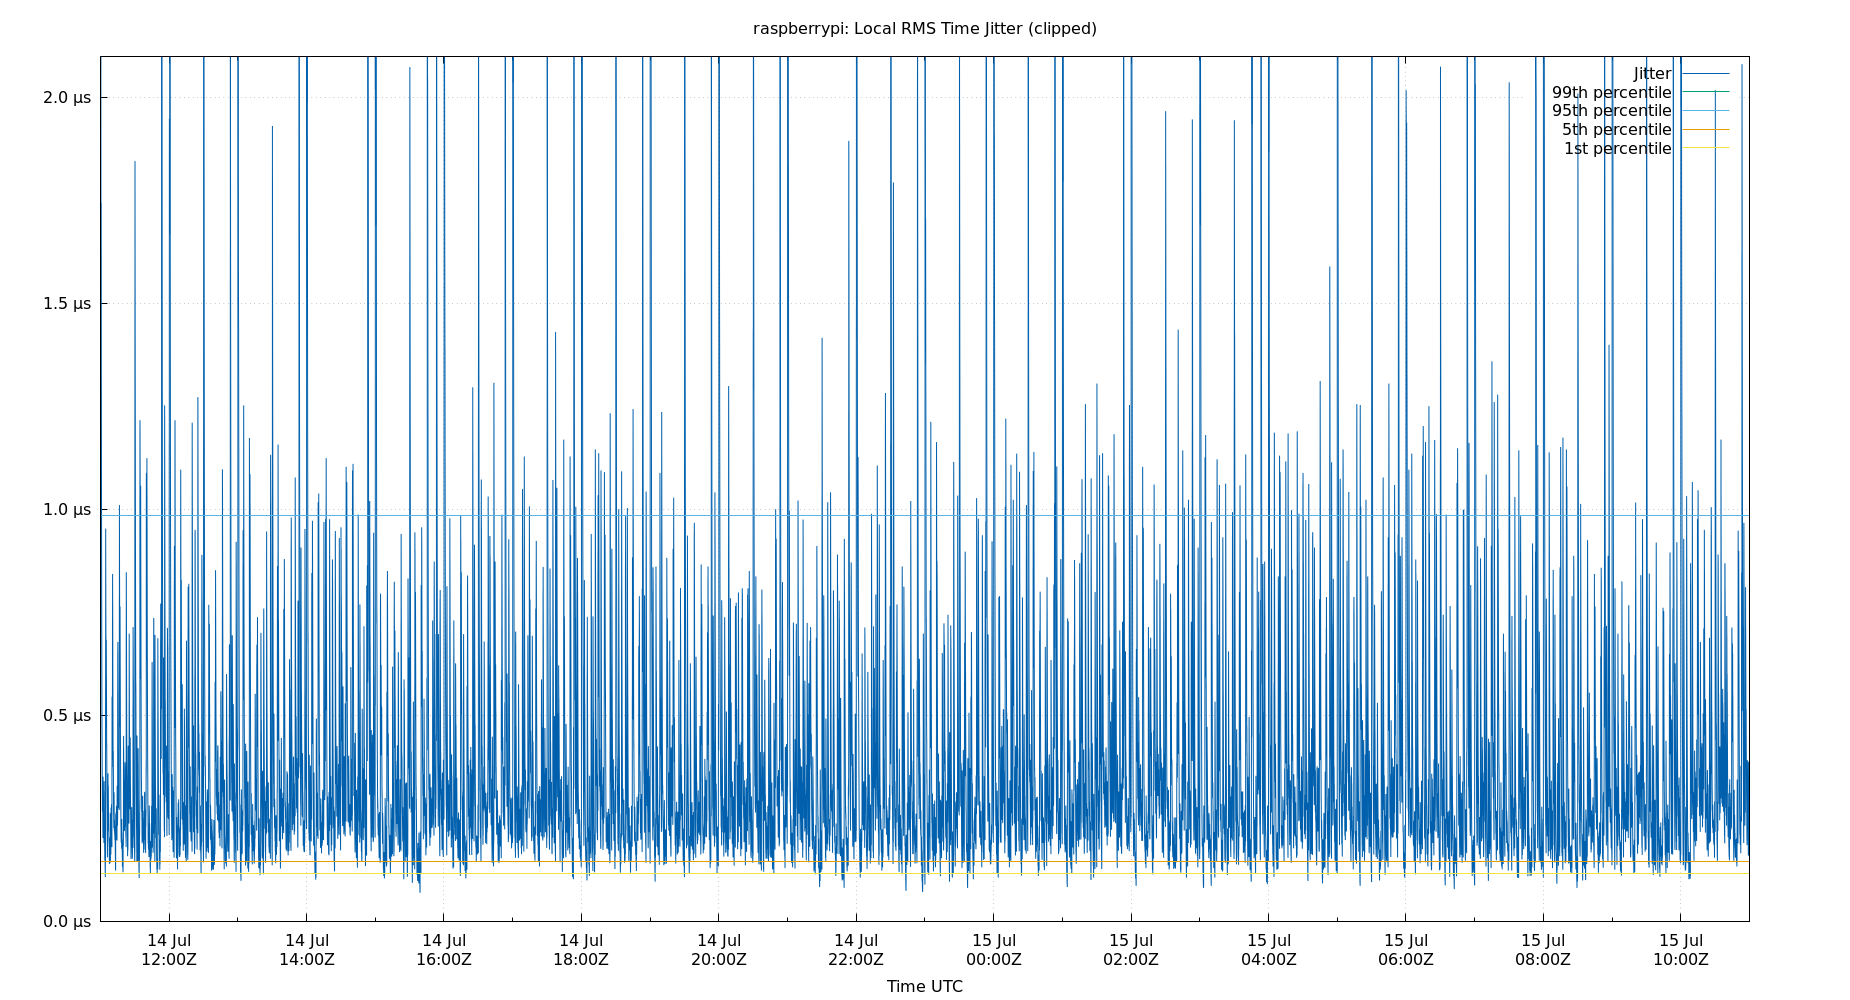 raspberrypi: Local RMS Time Jitter (clipped)
Jitter
99th percentile
95th percentile
5th percentile
1st percentile
2.0 µs
1.5 µs
1.0 µs
0.5 µs
0.0 µs
14 Jul 14 Jul 14 Jul 14 Jul 14 Jul 14 Jul 15 Jul 15 Jul 15 Jul 15 Jul 15 Jul 15 Jul
12:00Z 14:00Z 16:00Z 18:00Z 20:00Z 22:00Z 00:00Z 02:00Z 04:00Z 06:00Z 08:00Z 10:00Z
Time UTC